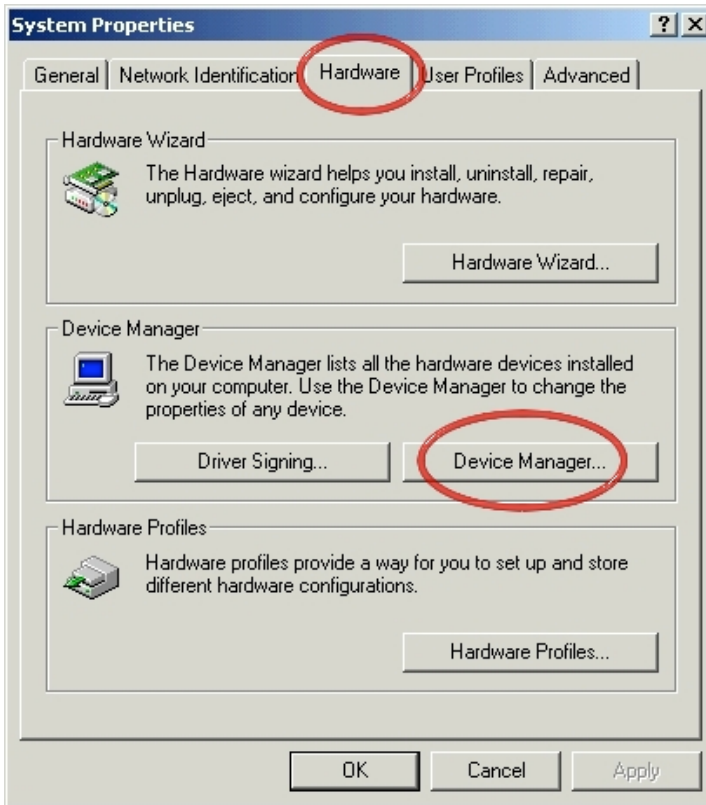 System Properties
General
Network Identification
Hardware
User Profiles
Advanced
Hardware Wizard
The Hardware wizard helps you install, uninstall, repair,
unplug, eject, and configure your hardware.
Hardware Wizard...
Device Manager
The Device Manager lists all the hardware devices installed
on your computer. Use the Device Manager to change the
properties of any device.
Driver Signing...
Device Manager...
Hardware Profiles
Hardware profiles provide a way for you to set up and store
different hardware configurations.
Hardware Profiles...
OK
Cancel
Apply